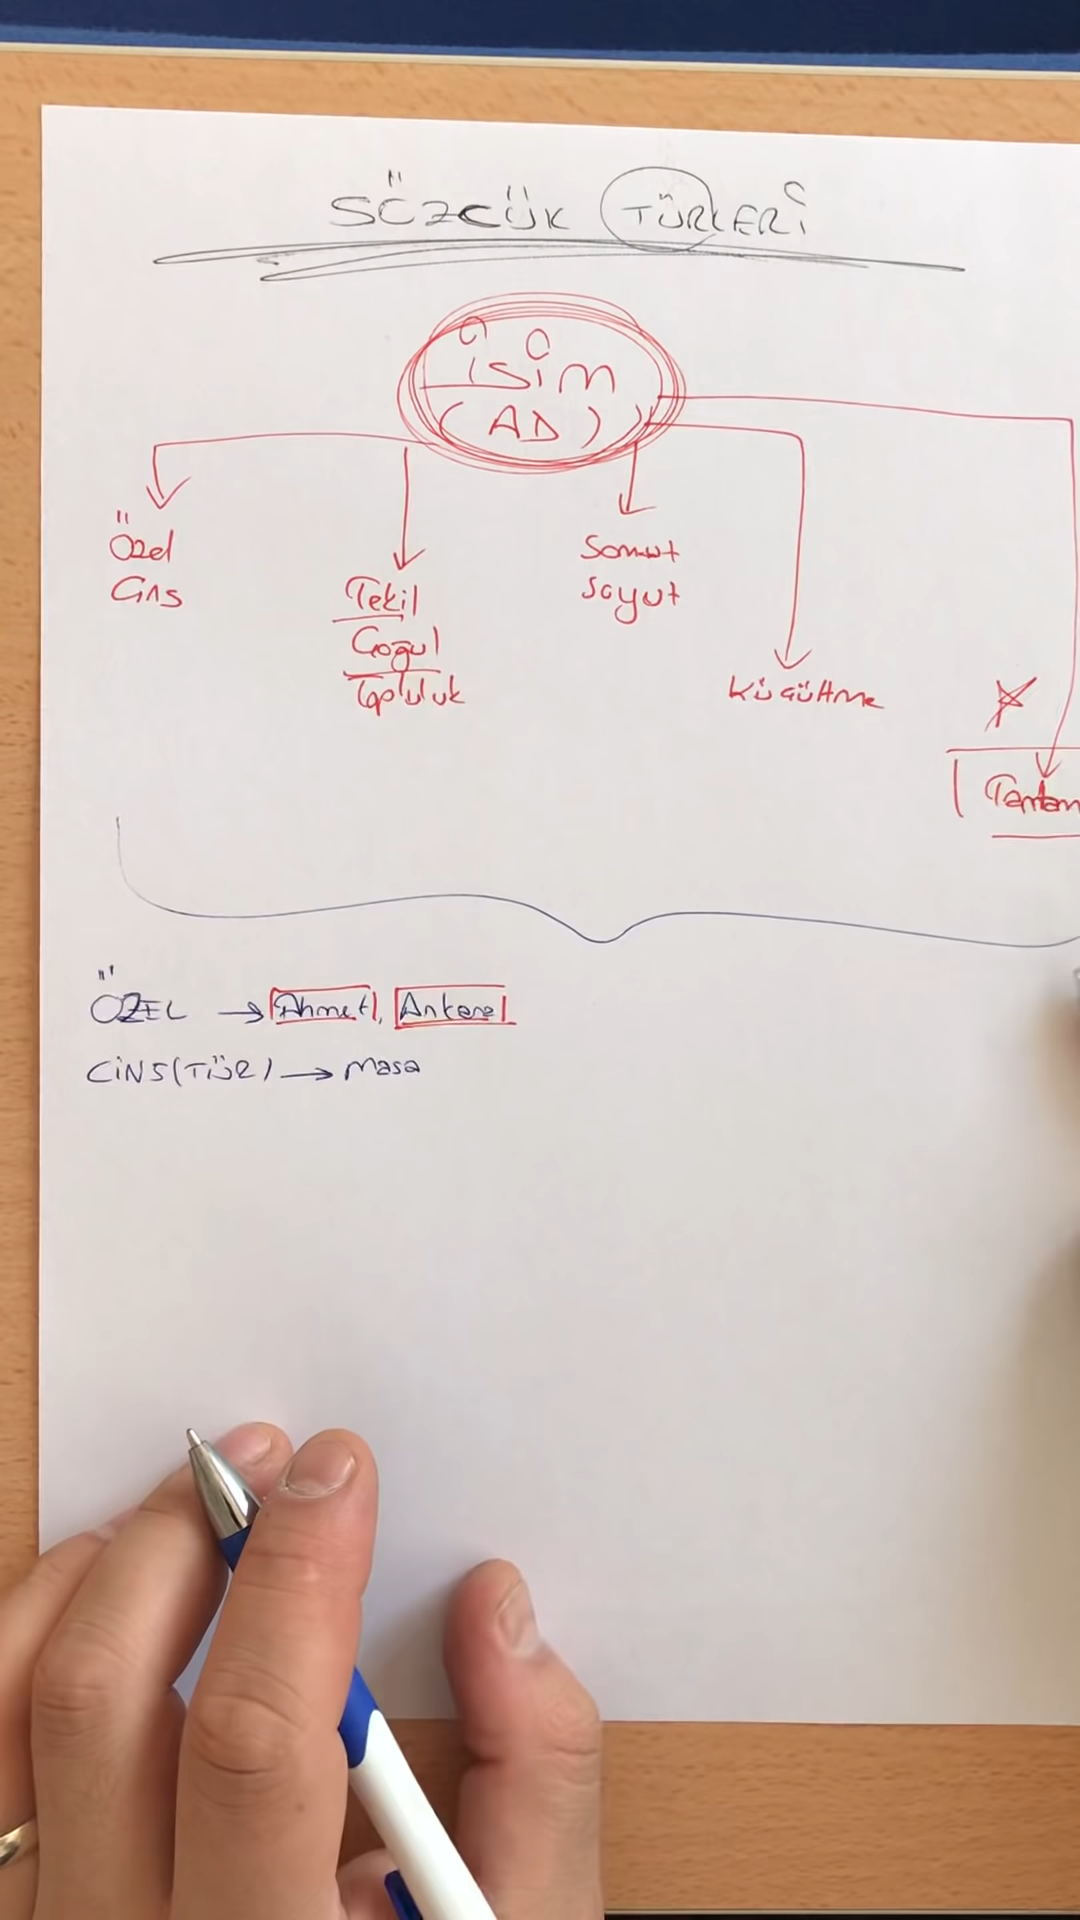 SÖZCÜK TÜRLERİ
İSİM
(AD)
Özel
Cins
Tekil
Çoğul
Topluluk
Somut
Soyut
Küçültme
ÖZEL → Ahmet, Ankara
CİNS(TÜR) → Masa